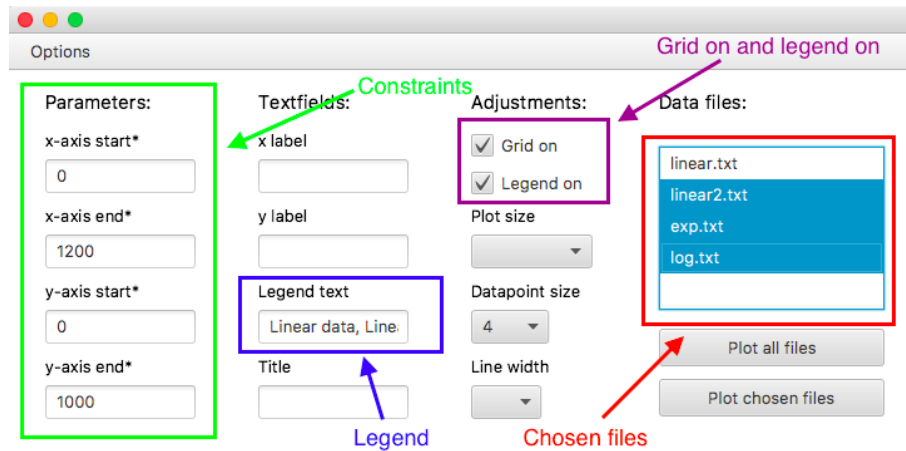 Options
Grid on and legend on
Constraints
Parameters:
Textfields:
Adjustments:
Data files:
x-axis start*
0
x-axis end*
1200
y-axis start*
0
y-axis end*
1000
x label
y label
Legend text
Linear data, Line
Title
Legend
Grid on
Legend on
Plot size
Datapoint size
4
Line width
linear.txt
linear2.txt
exp.txt
log.txt
Plot all files
Plot chosen files
Chosen files